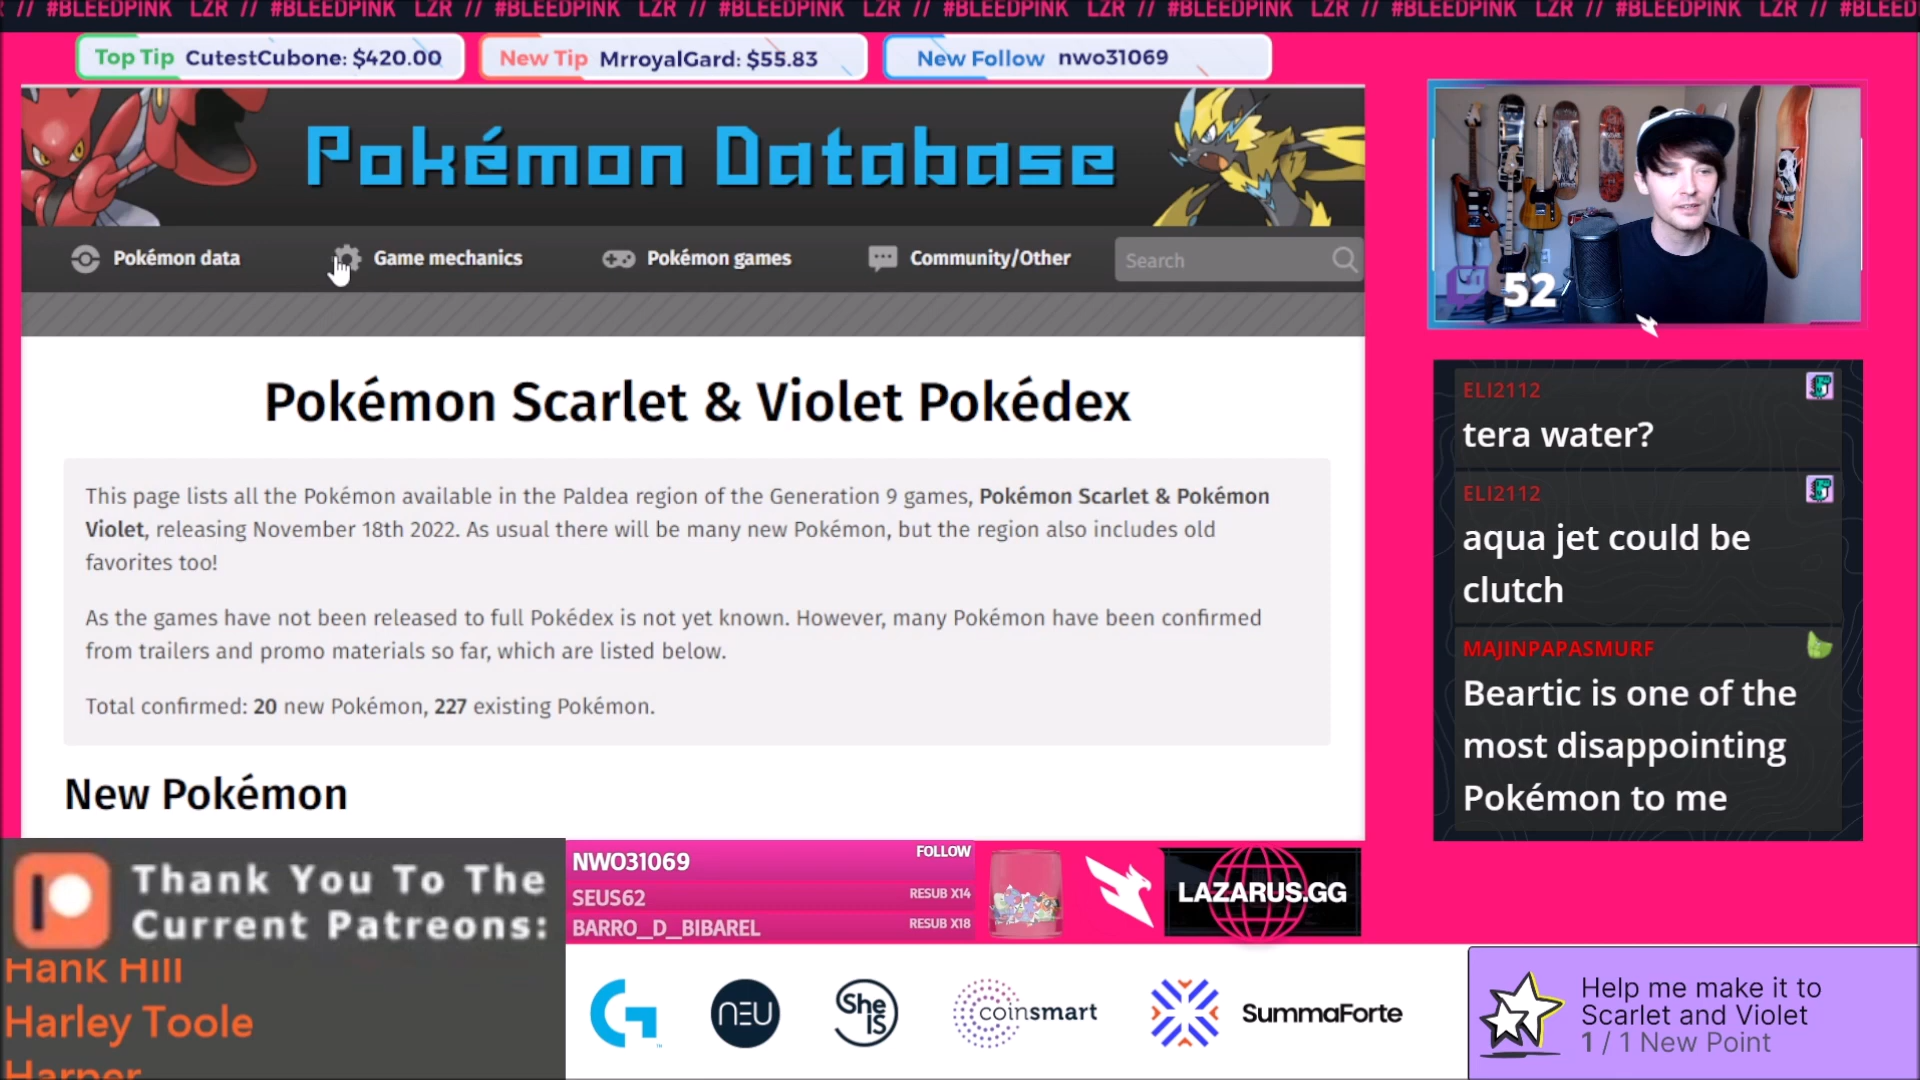 // #BLEEDPINK LZR // #BLEEDPINK LZR // #BLEEDPINK LZR // #BLEEDPINK LZR // #BLEEDPINK LZR // #BLEEDPINK LZR // #BLEEDPINK LZR // #BLEEDPINK LZR // #BLEED
Top Tip CutestCubone: $420.00
New Tip MrroyalGard: $55.83
New Follow nwo31069
Pokémon Database
Pokémon data
Game mechanics
Pokémon games
Community/Other
Search
Pokémon Scarlet & Violet Pokédex
This page lists all the Pokémon available in the Paldea region of the Generation 9 games, Pokémon Scarlet & Pokémon
Violet, releasing November 18th 2022. As usual there will be many new Pokémon, but the region also includes old
favorites too!
As the games have not been released to full Pokédex is not yet known. However, many Pokémon have been confirmed
from trailers and promo materials so far, which are listed below.
Total confirmed: 20 new Pokémon, 227 existing Pokémon.
New Pokémon
52
ELI2112
tera water?
ELI2112
aqua jet could be
clutch
MAJINPAPASMURF
Beartic is one of the
most disappointing
Pokémon to me
Thank You To The
Current Patreons:
Hank Hill
Harley Toole
Harper
NWO31069 FOLLOW
SEUS62 RESUB X14
BARRO_D_BIBAREL RESUB X18
LAZARUS.GG
G
NEU
She
IS
coinsmart
SummaForte
Help me make it to
Scarlet and Violet
1 / 1 New Point